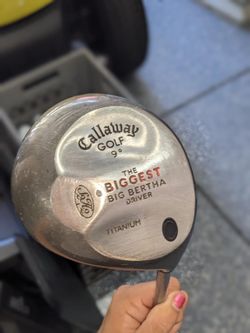 Callaway
GOLF
9°
THE
BIGGEST
BIG BERTHA
DRIVER
TITANIUM